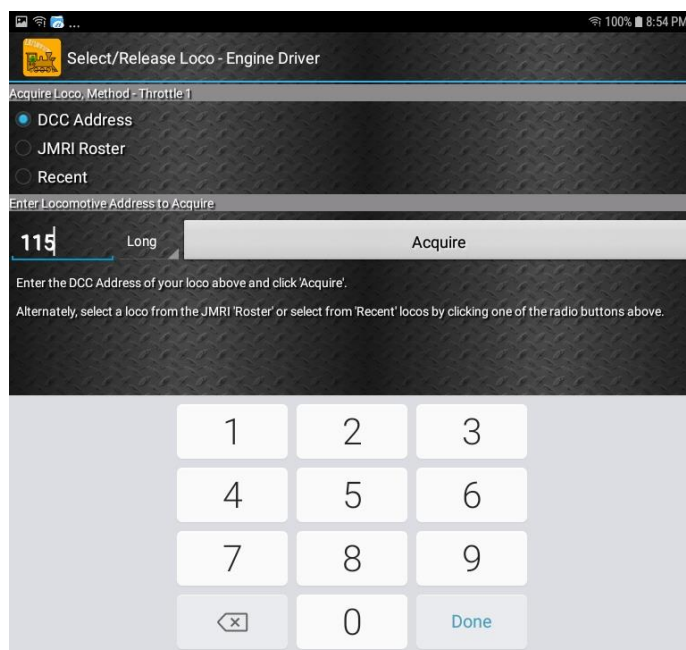 ... 100% 8:54 PM
Select/Release Loco - Engine Driver
Acquire Loco, Method - Throttle 1
DCC Address
JMRI Roster
Recent
Enter Locomotive Address to Acquire
115 Long Acquire
Enter the DCC Address of your loco above and click 'Acquire'.
Alternately, select a loco from the JMRI 'Roster' or select from 'Recent' locos by clicking one of the radio buttons above.
1 2 3
4 5 6
7 8 9
0 Done